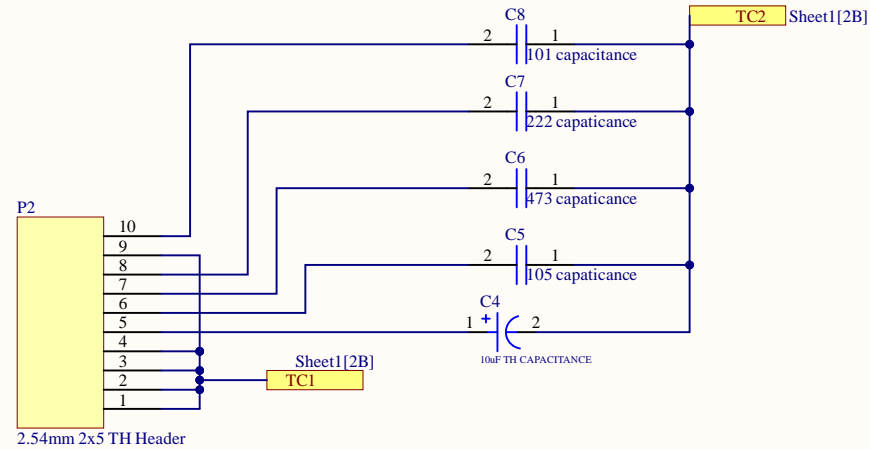 C8
TC2 Sheet1[2B]
2 1
101 capacitance
C7
2 1
222 capaticance
C6
2 1
473 capaticance
P2
10
9
C5
2 1
8
105 capaticance
7
6
C4
5
1 + 2
4
10uF TH CAPACITANCE
3
Sheet1[2B]
2
TC1
1
2.54mm 2x5 TH Header